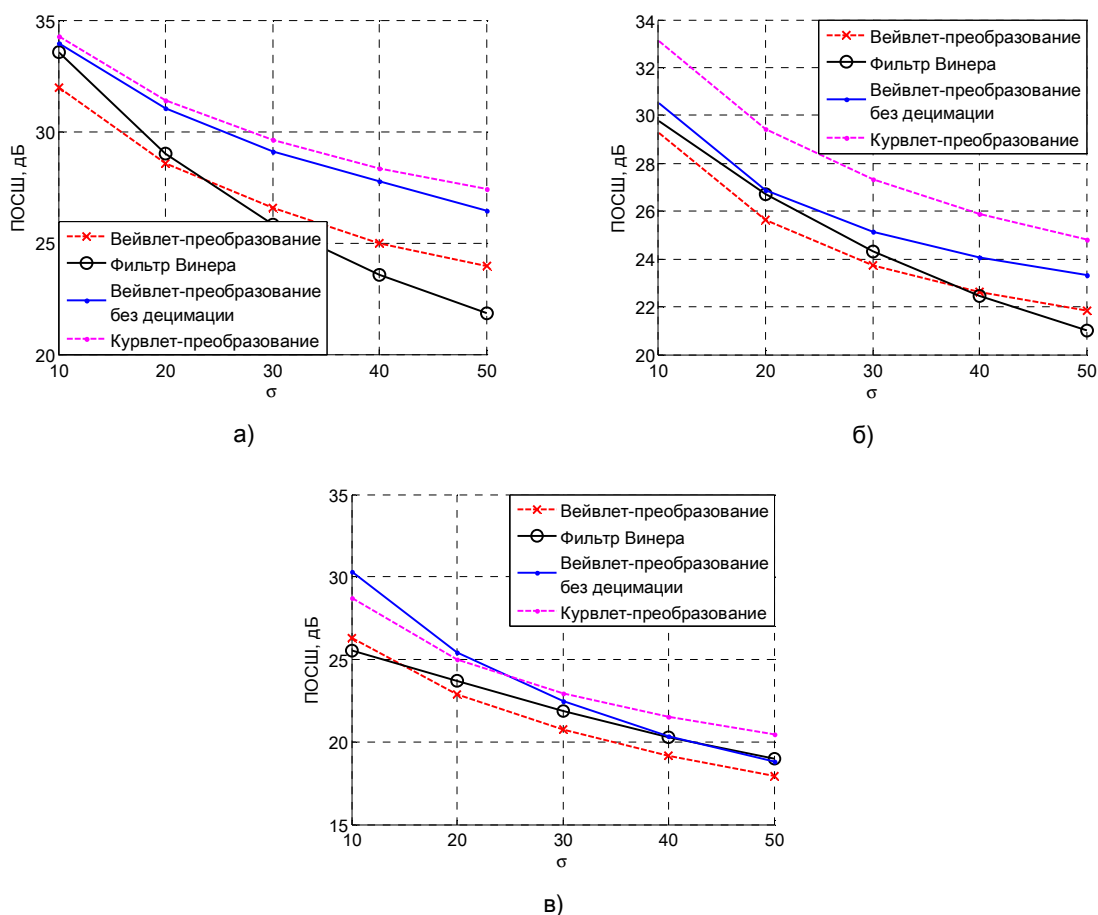 35
30
25
20
ПОСШ, дБ
Вейвлет-преобразование
Фильтр Винера
Вейвлет-преобразование
без децимации
Курвлет-преобразование
10
20
30
40
50
σ
а)
34
32
30
28
26
24
22
20
ПОСШ, дБ
Вейвлет-преобразование
Фильтр Винера
Вейвлет-преобразование
без децимации
Курвлет-преобразование
10
20
30
40
50
σ
б)
35
30
25
20
15
ПОСШ, дБ
Вейвлет-преобразование
Фильтр Винера
Вейвлет-преобразование
без децимации
Курвлет-преобразование
10
20
30
40
50
σ
в)